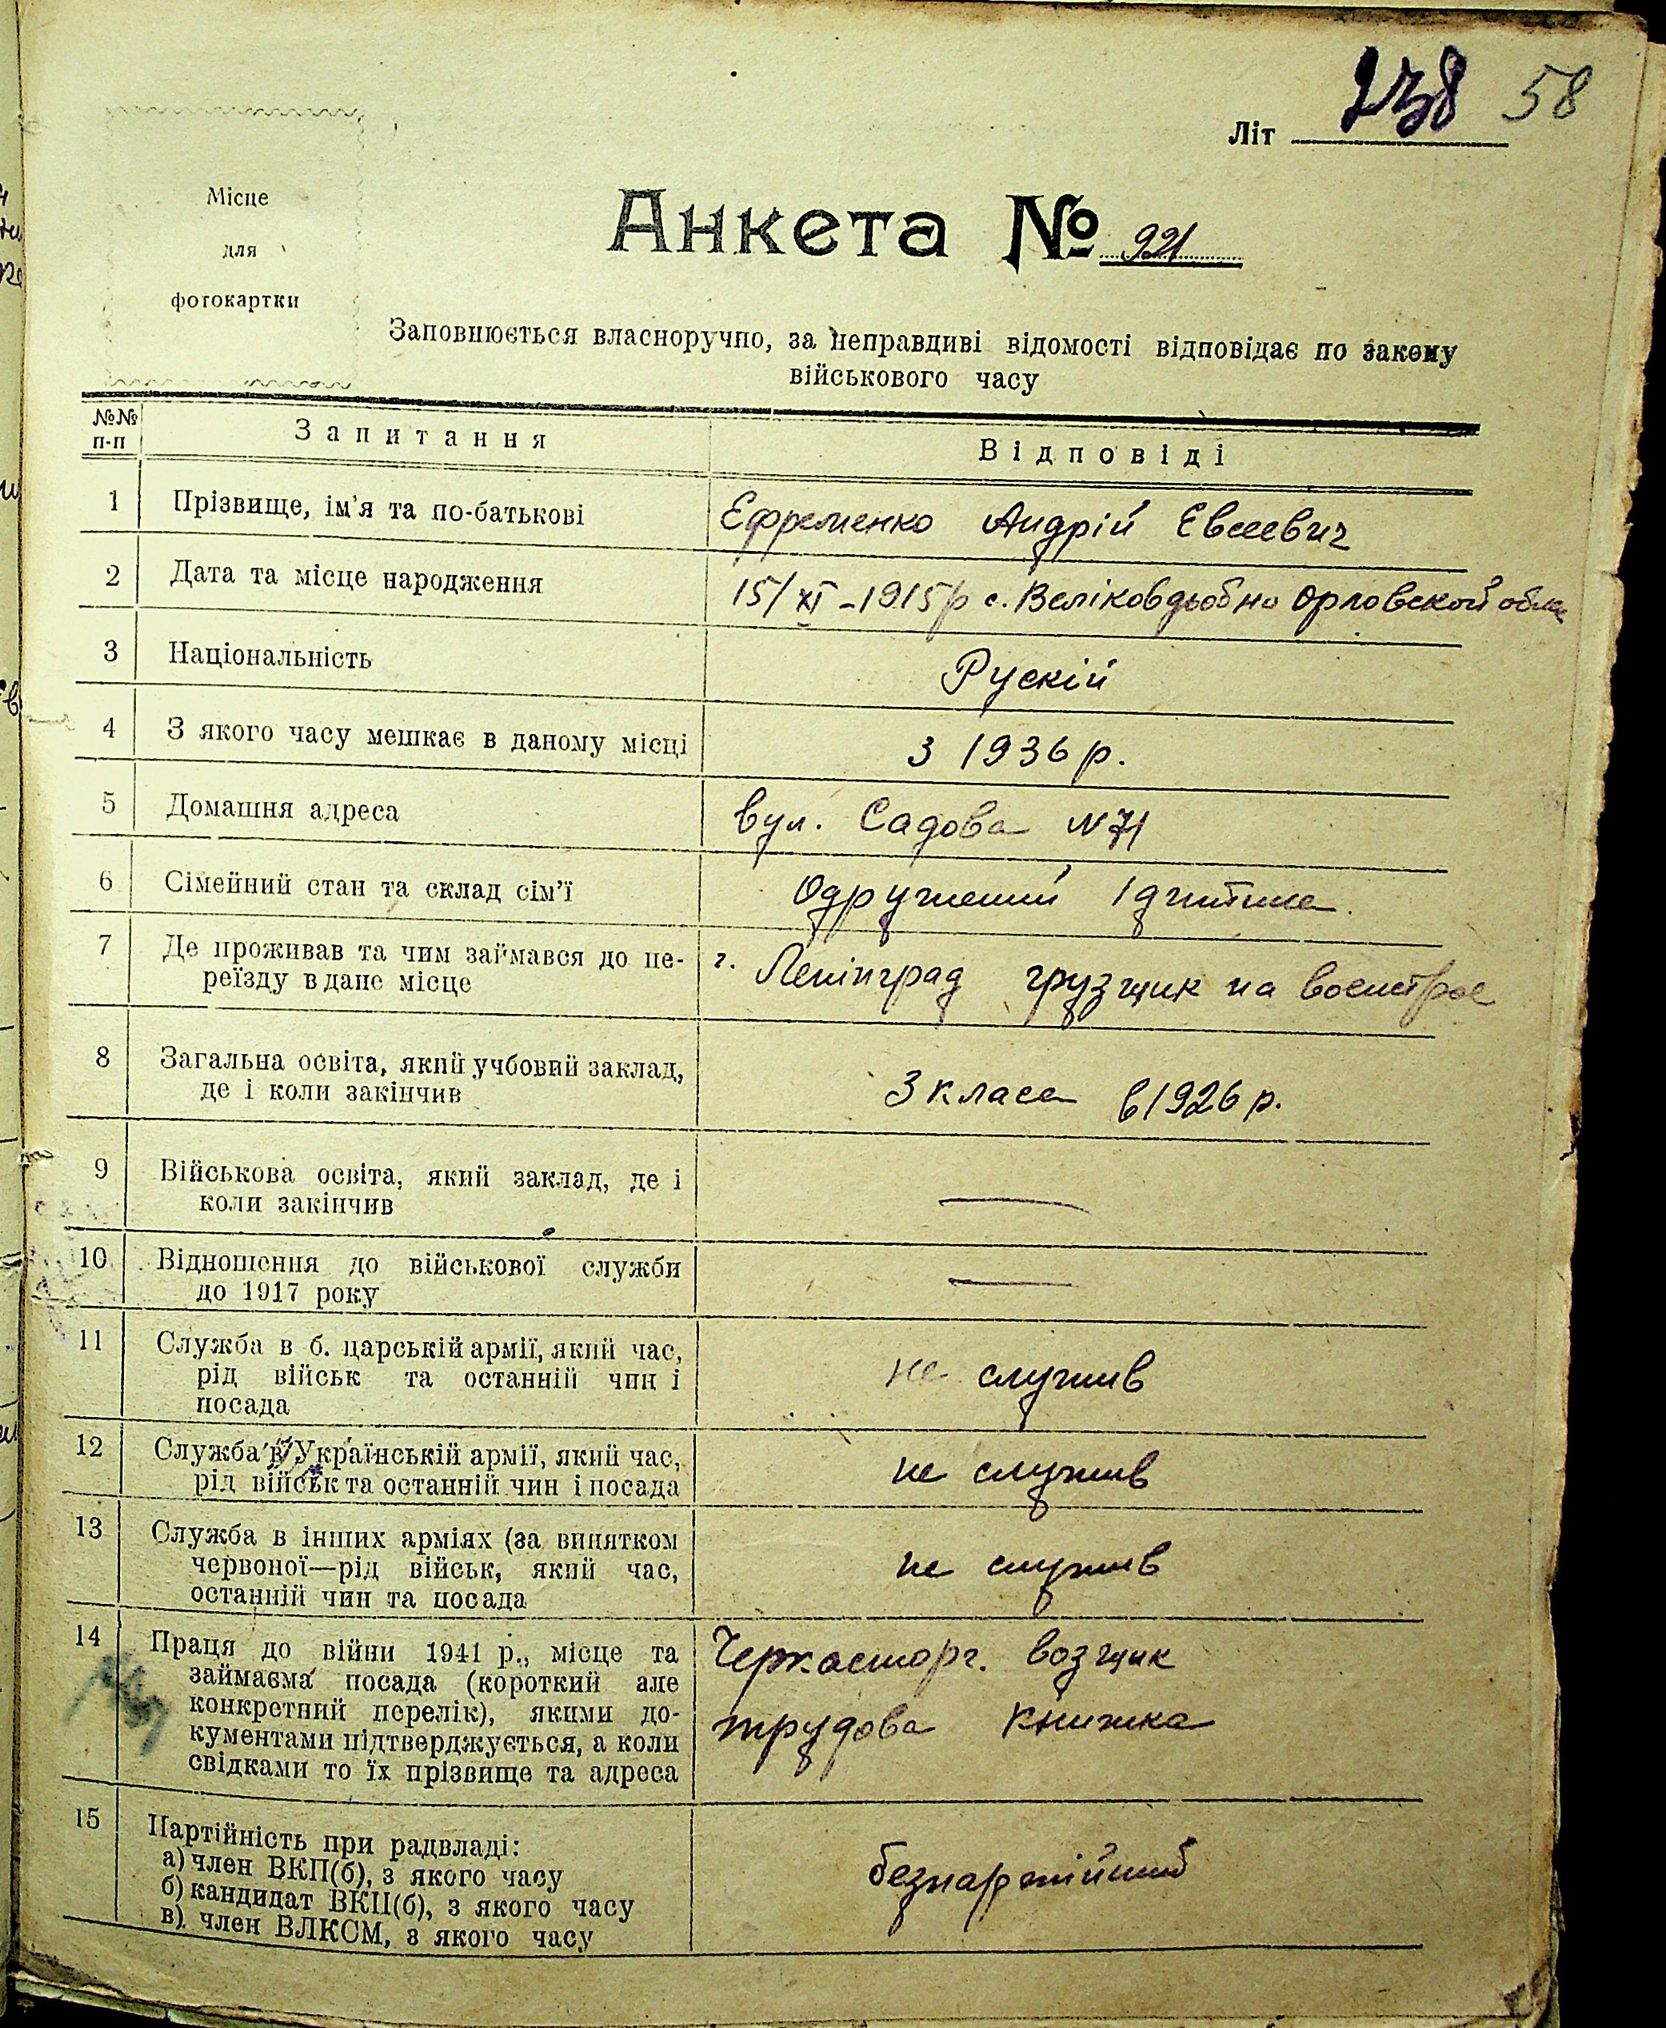 238 58
Літ
Місце
для
фотокартки
Анкета № 921
Заповнюється власноручно, за неправдиві відомості відповідає по закону
військового часу
№№ п-п
Запитання
Відповіді
1 Прізвище, ім'я та по-батькові
Ефременко Андрій Евсеевич
2 Дата та місце народження
15/XI -1915р с. Веліковдьобно Орловской обла
3 Національність
Рускій
4 З якого часу мешкає в даному місці
з 1936 р.
5 Домашня адреса
вул. Садова N 71
6 Сімейний стан та склад сім'ї
Одружений 1 дитина
7 Де проживав та чим займався до пе-
реїзду в дане місце
г. Ленінград грузщик на военстрое
8 Загальна освіта, який учбовий заклад,
де і коли закінчив
3 класа в 1926 р.
9 Військова освіта, який заклад, де і
коли закінчив
—
10 Відношення до військової служби
до 1917 року
—
11 Служба в б. царській армії, який час,
рід військ та останній чин і
посада
не служив
12 Служба в Українській армії, який час,
рід військ та останній чин і посада
не служив
13 Служба в інших арміях (за винятком
червоної—рід військ, який час,
останній чин та посада
не служив
14 Праця до війни 1941 р., місце та
займаєма посада (короткий але
конкретний перелік), якими до-
кументами підтверджується, а коли
свідками то їх прізвище та адреса
Черкасторг. возщик
трудова книжка
15 Партійність при радвладі:
а) член ВКП(б), з якого часу
б) кандидат ВКП(б), з якого часу
в). член ВЛКСМ, з якого часу
безпартійний